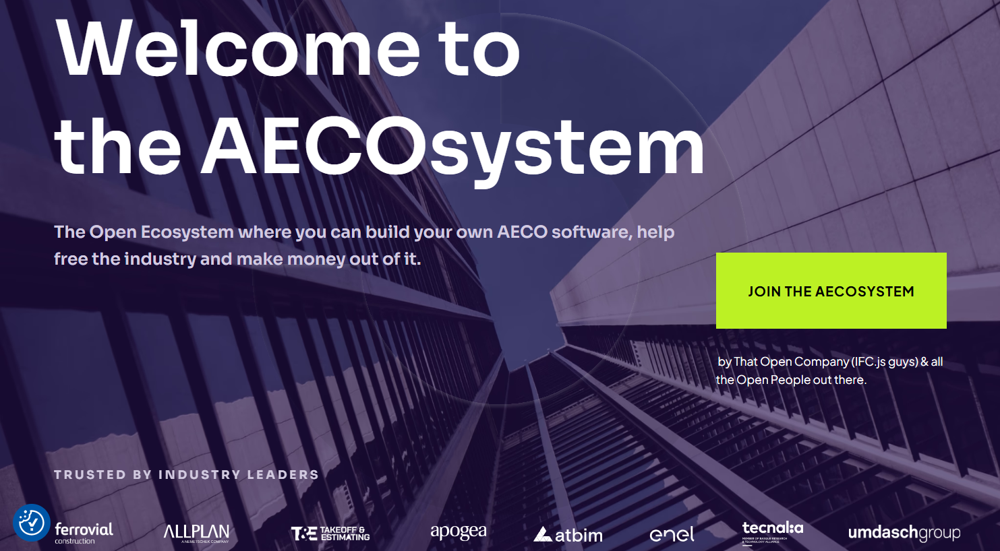 Welcome to
the AECOsystem
The Open Ecosystem where you can build your own AECO software, help
free the industry and make money out of it.
JOIN THE AECOSYSTEM
by That Open Company (IFC.js guys) & all
the Open People out there.
TRUSTED BY INDUSTRY LEADERS
ferrovial
construction
ALLPLAN
A NEMETSCHEK COMPANY
T&E TAKEOFF &
ESTIMATING
apogea
atbim
enel
tecnalia
MEMBER OF BASQUE RESEARCH
& TECHNOLOGY ALLIANCE
umdaschgroup